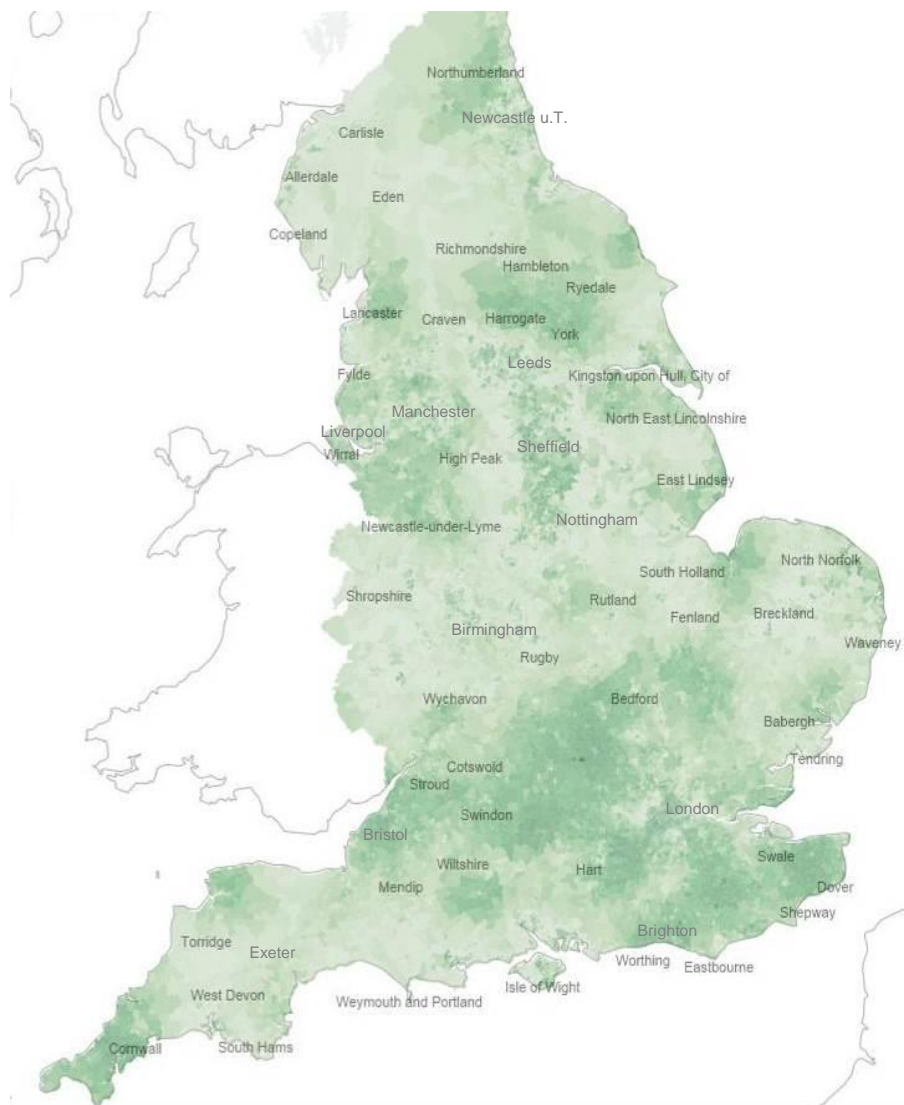 Northumberland
Newcastle u.T.
Carlisle
Allerdale
Eden
Copeland
Richmondshire
Hambleton
Ryedale
Lancaster
Craven
Harrogate
York
Leeds
Fylde
Kingston upon Hull, City of
Manchester
North East Lincolnshire
Liverpool
Sheffield
Wirral
High Peak
East Lindsey
Newcastle-under-Lyme
Nottingham
North Norfolk
South Holland
Shropshire
Rutland
Fenland
Breckland
Birmingham
Waveney
Rugby
Wychavon
Bedford
Babergh
Tendring
Cotswold
Stroud
London
Swindon
Bristol
Swale
Wiltshire
Hart
Mendip
Dover
Shepway
Torridge
Brighton
Exeter
Worthing
Eastbourne
Isle of Wight
West Devon
Weymouth and Portland
Cornwall
South Hams